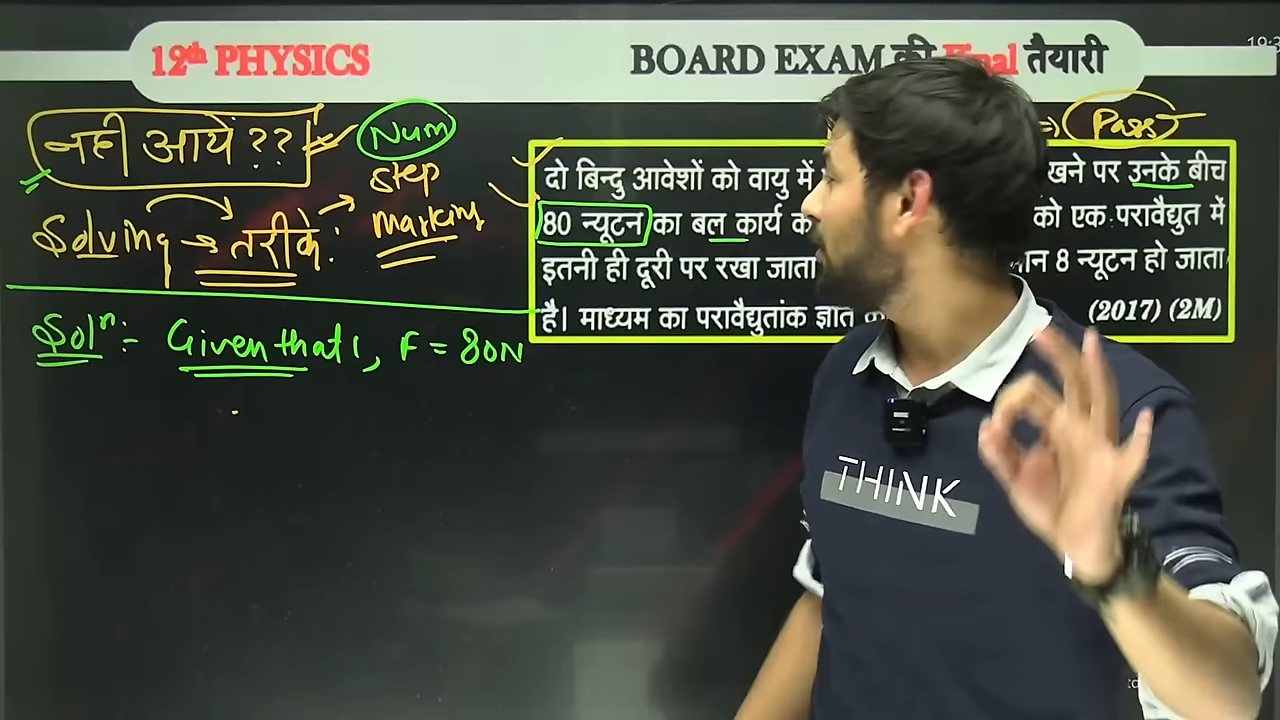 12th PHYSICS
BOARD EXAM की Final तैयारी
नही आये ??
Num
Step
marking
Solving → तरीके
⇒ Pass
दो बिन्दु आवेशों को वायु में खने पर उनके बीच
80 न्यूटन का बल कार्य को एक परावैद्युत में
इतनी ही दूरी पर रखा जाता 8 न्यूटन हो जाता
है। माध्यम का परावैद्युतांक ज्ञात (2017) (2M)
Solⁿ:- Given that, F = 80N
THINK